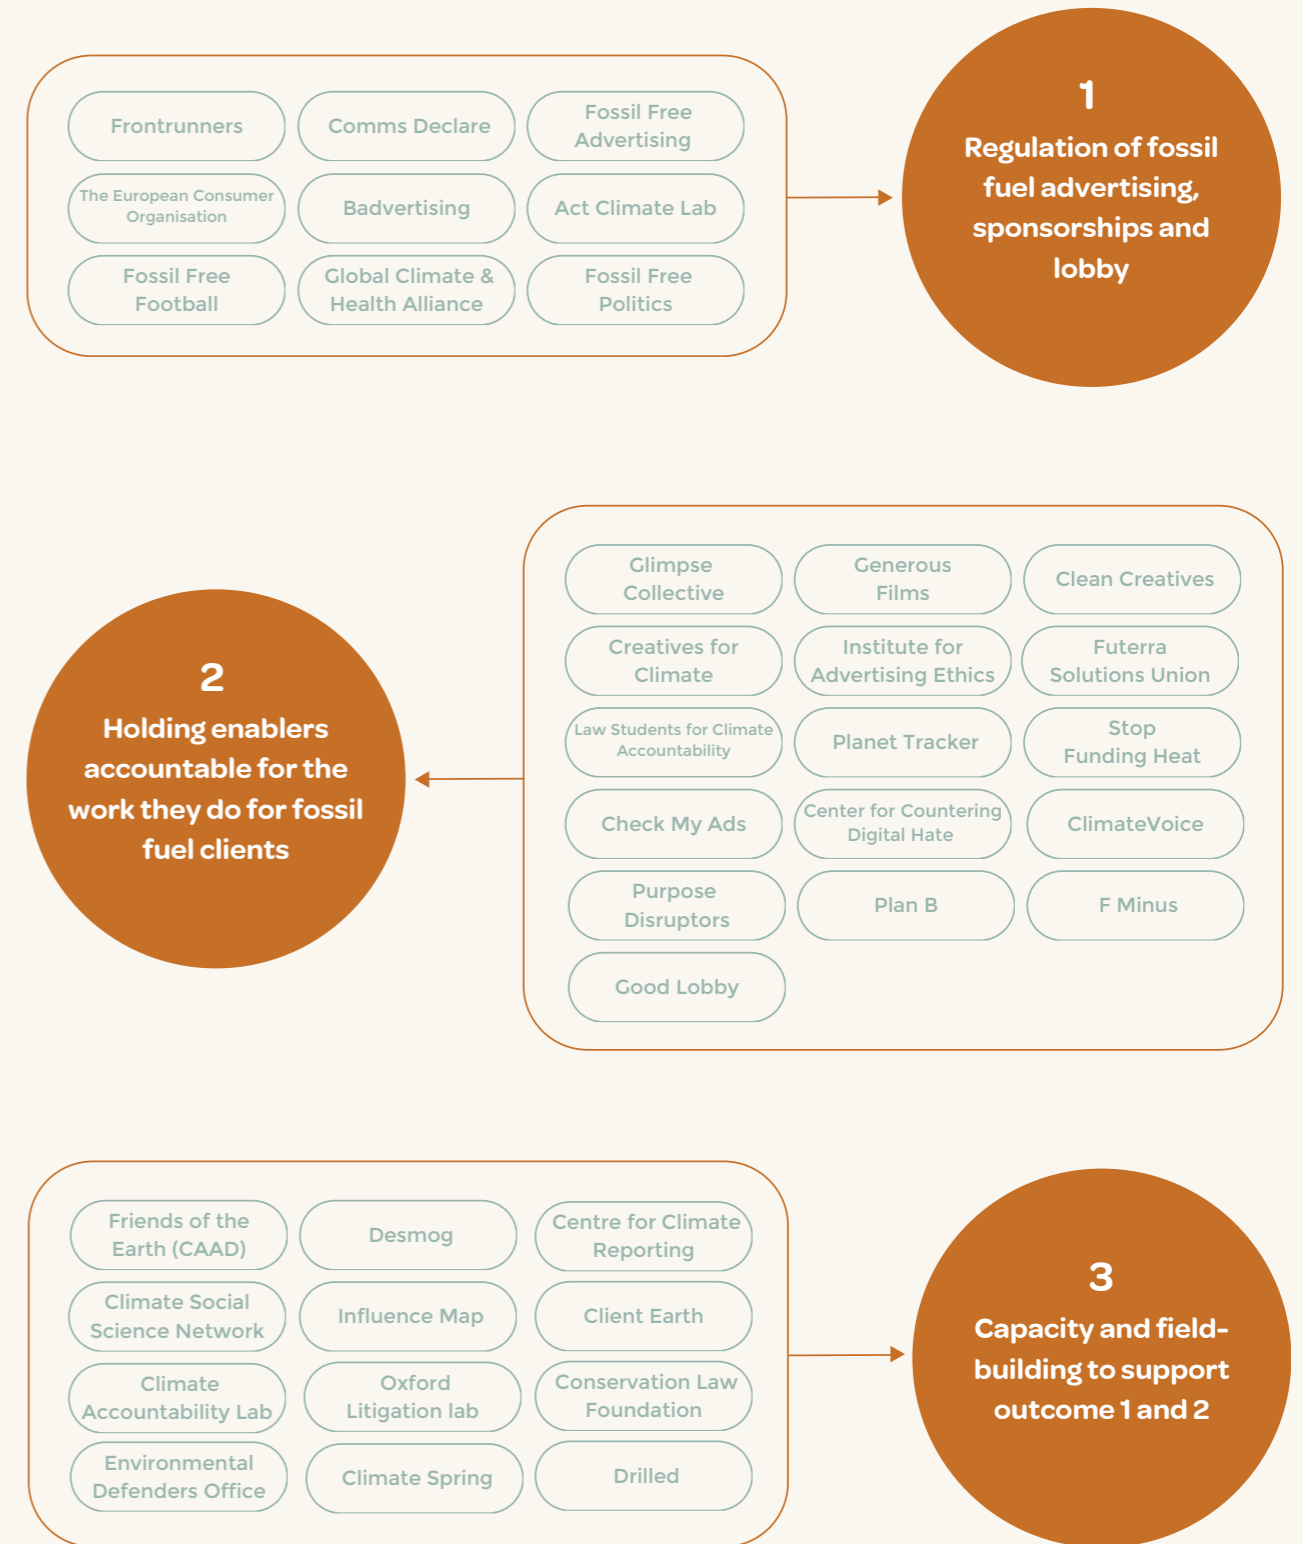 Frontrunners
Comms Declare
Fossil Free
Advertising
The European Consumer
Organisation
Badvertising
Act Climate Lab
Fossil Free
Football
Global Climate &
Health Alliance
Fossil Free
Politics
1
Regulation of fossil
fuel advertising,
sponsorships and
lobby
2
Holding enablers
accountable for the
work they do for fossil
fuel clients
Glimpse
Collective
Generous
Films
Clean Creatives
Creatives for
Climate
Institute for
Advertising Ethics
Futerra
Solutions Union
Law Students for Climate
Accountability
Planet Tracker
Stop
Funding Heat
Check My Ads
Center for Countering
Digital Hate
ClimateVoice
Purpose
Disruptors
Plan B
F Minus
Good Lobby
Friends of the
Earth (CAAD)
Desmog
Centre for Climate
Reporting
Climate Social
Science Network
Influence Map
Client Earth
Climate
Accountability Lab
Oxford
Litigation lab
Conservation Law
Foundation
Environmental
Defenders Office
Climate Spring
Drilled
3
Capacity and field-
building to support
outcome 1 and 2